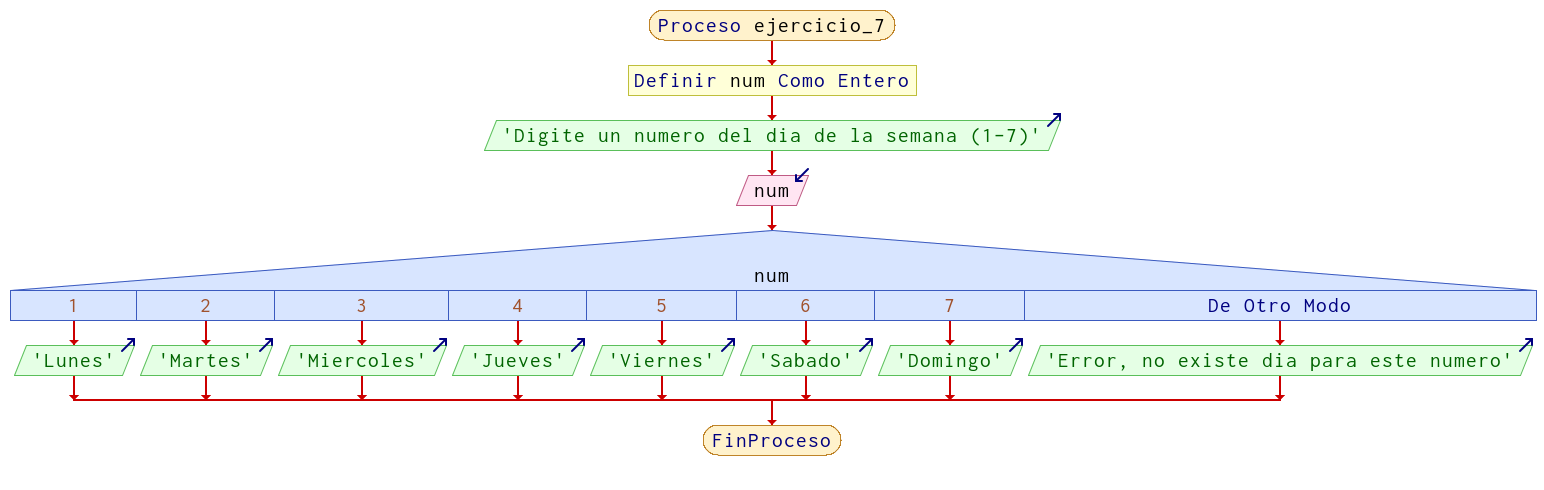 Proceso ejercicio_7
Definir num Como Entero
'Digite un numero del dia de la semana (1-7)'
num
num
1 2 3 4 5 6 7 De Otro Modo
'Lunes' 'Martes' 'Miercoles' 'Jueves' 'Viernes' 'Sabado' 'Domingo' 'Error, no existe dia para este numero'
FinProceso